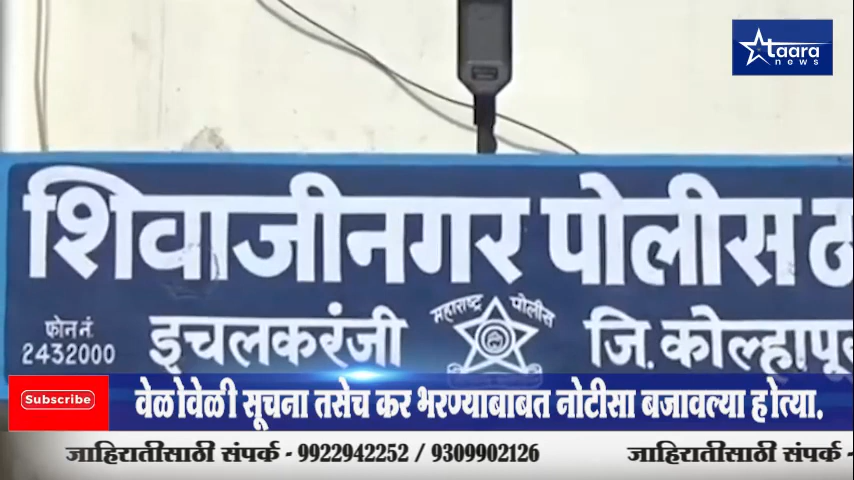 taara
news
शिवाजीनगर पोलीस
महाराष्ट्र पोलीस
फोन नं.
2432000
इचलकरंजी
जि. कोल्हापूर
Subscribe
वेळोवेळी सूचना तसेच कर भरण्याबाबत नोटीसा बजावल्या होत्या.
जाहिरातीसाठी संपर्क - 9922942252 / 9309902126
जाहिरातीसाठी संपर्क -